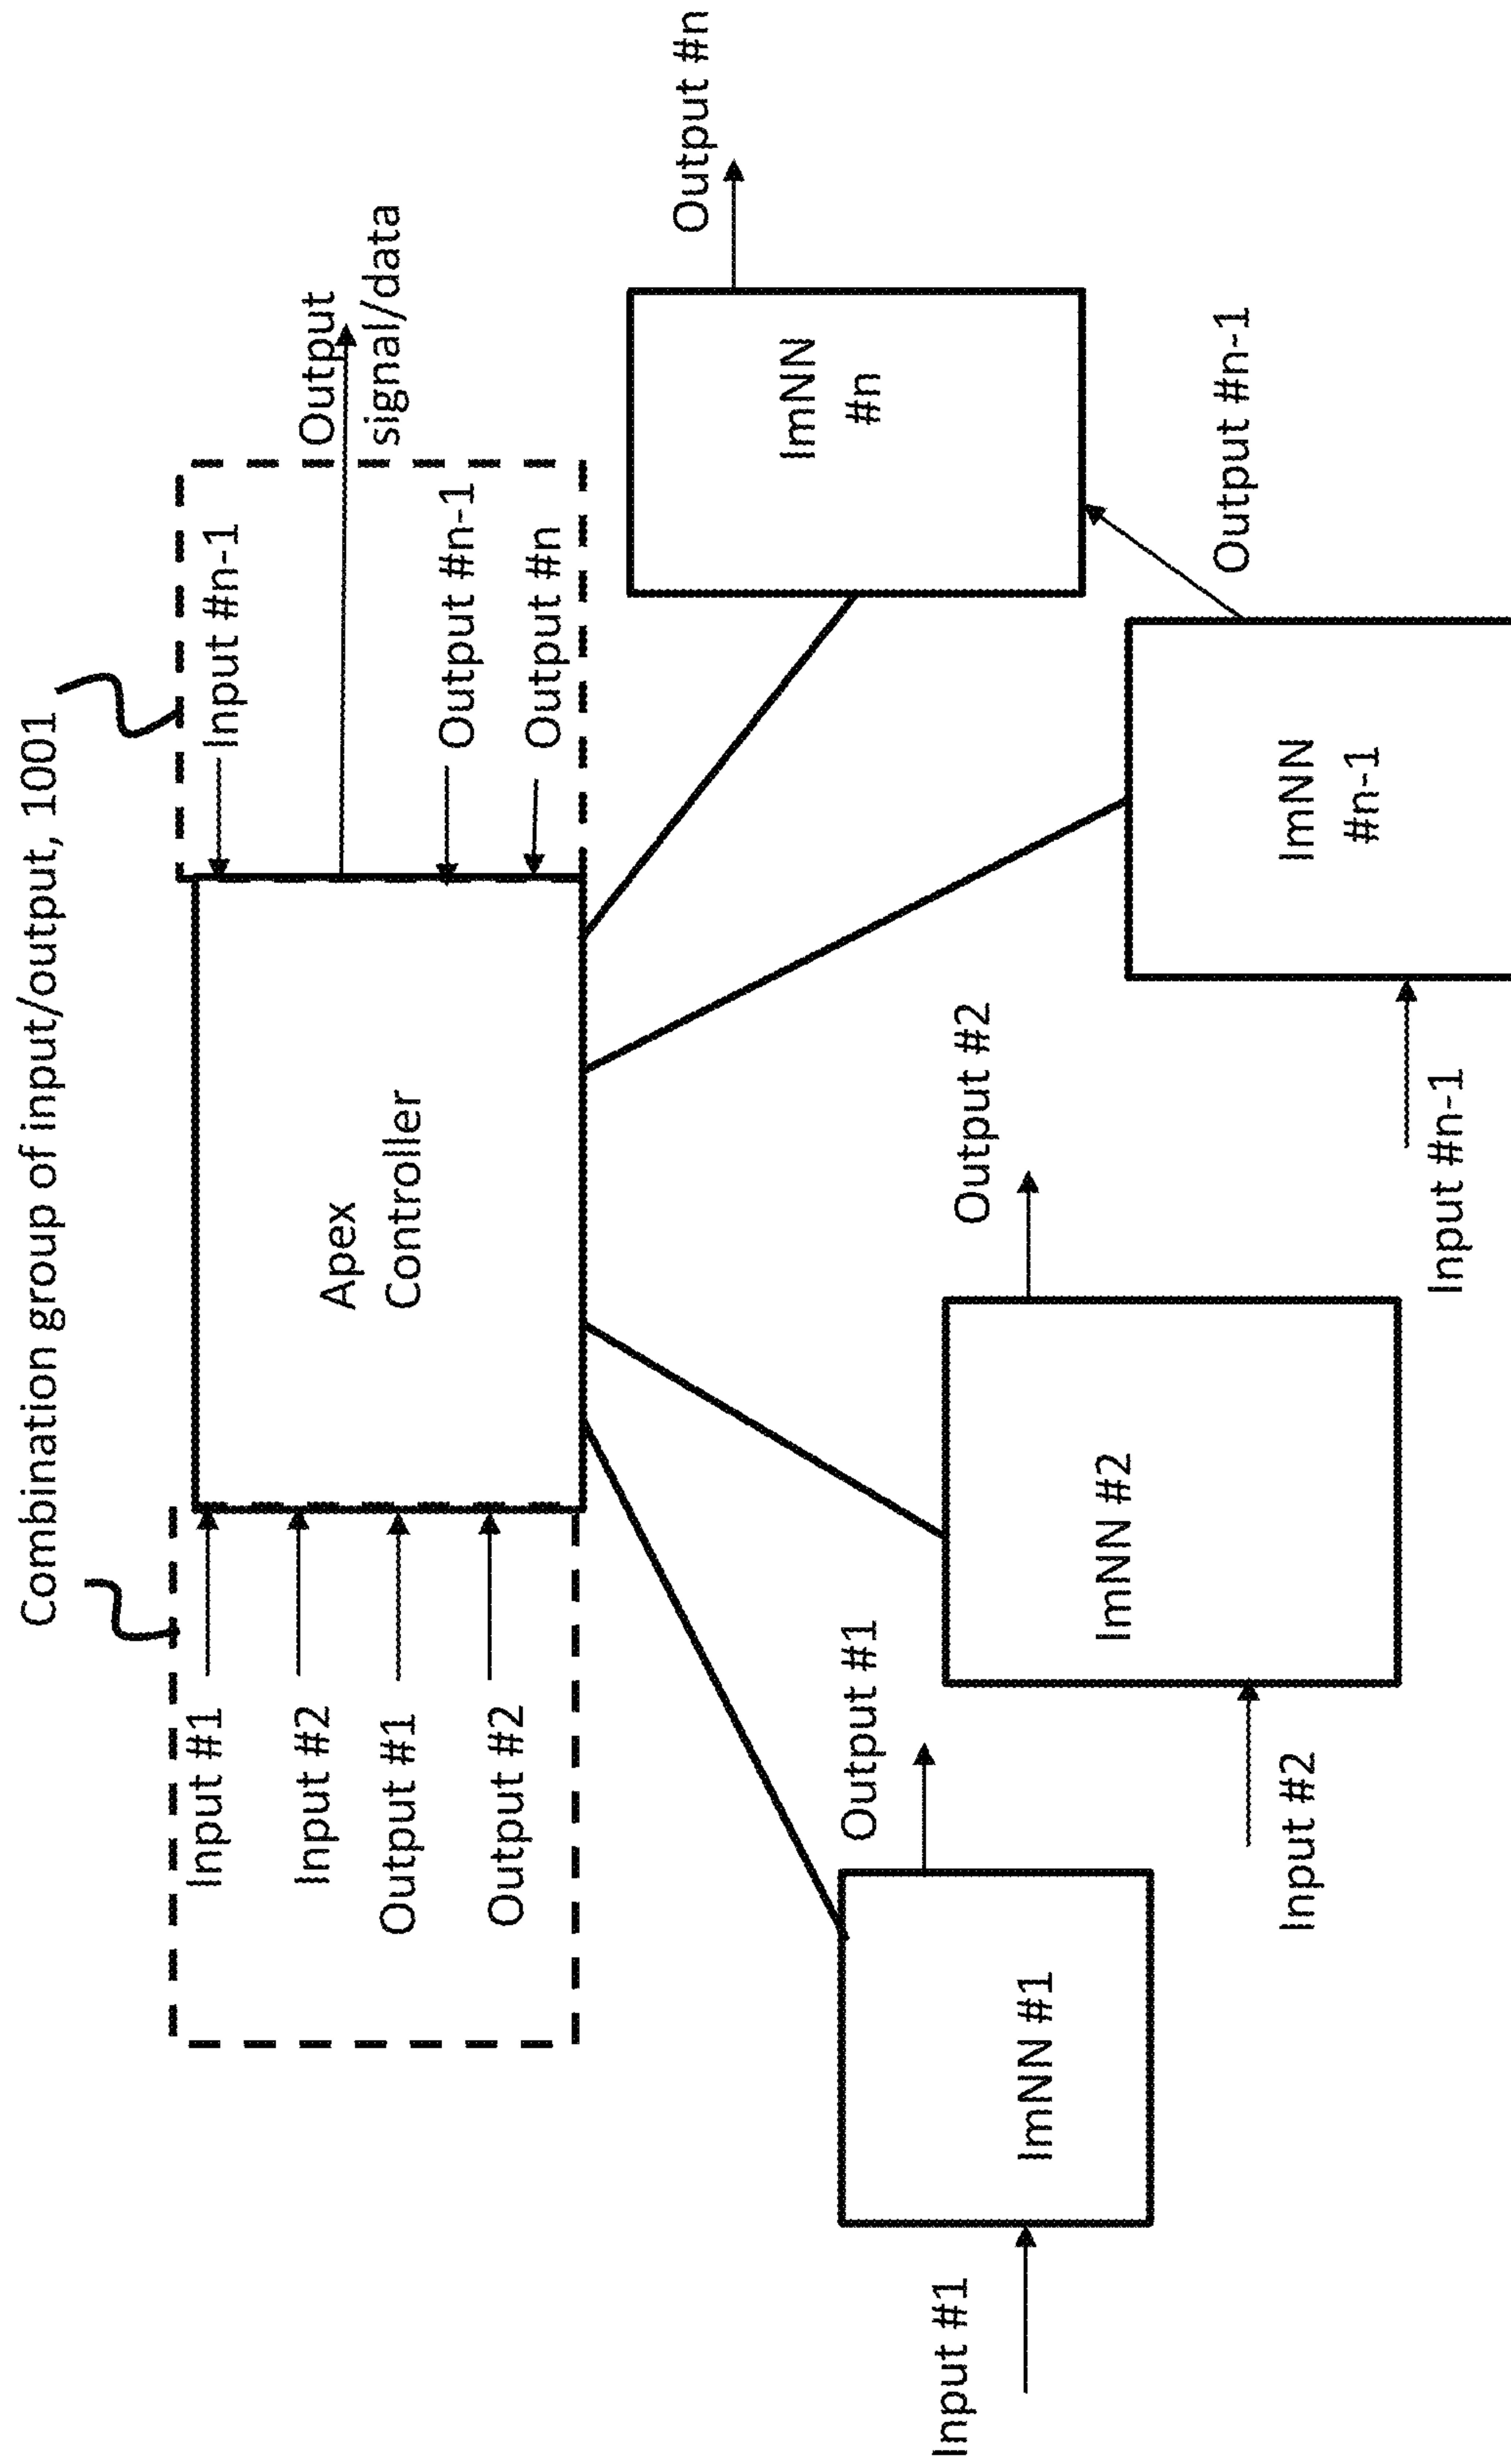 Combination group of input/output, 1001
Input #1
Input #2
Output #1
Output #2
Apex
Controller
Input #n-1
Output
signal/data
Output #n-1
Output #n
Input #1
ImNN #1
Output #1
Input #2
ImNN #2
Output #2
Input #n-1
ImNN
#n-1
Output #n-1
ImNN
#n
Output #n